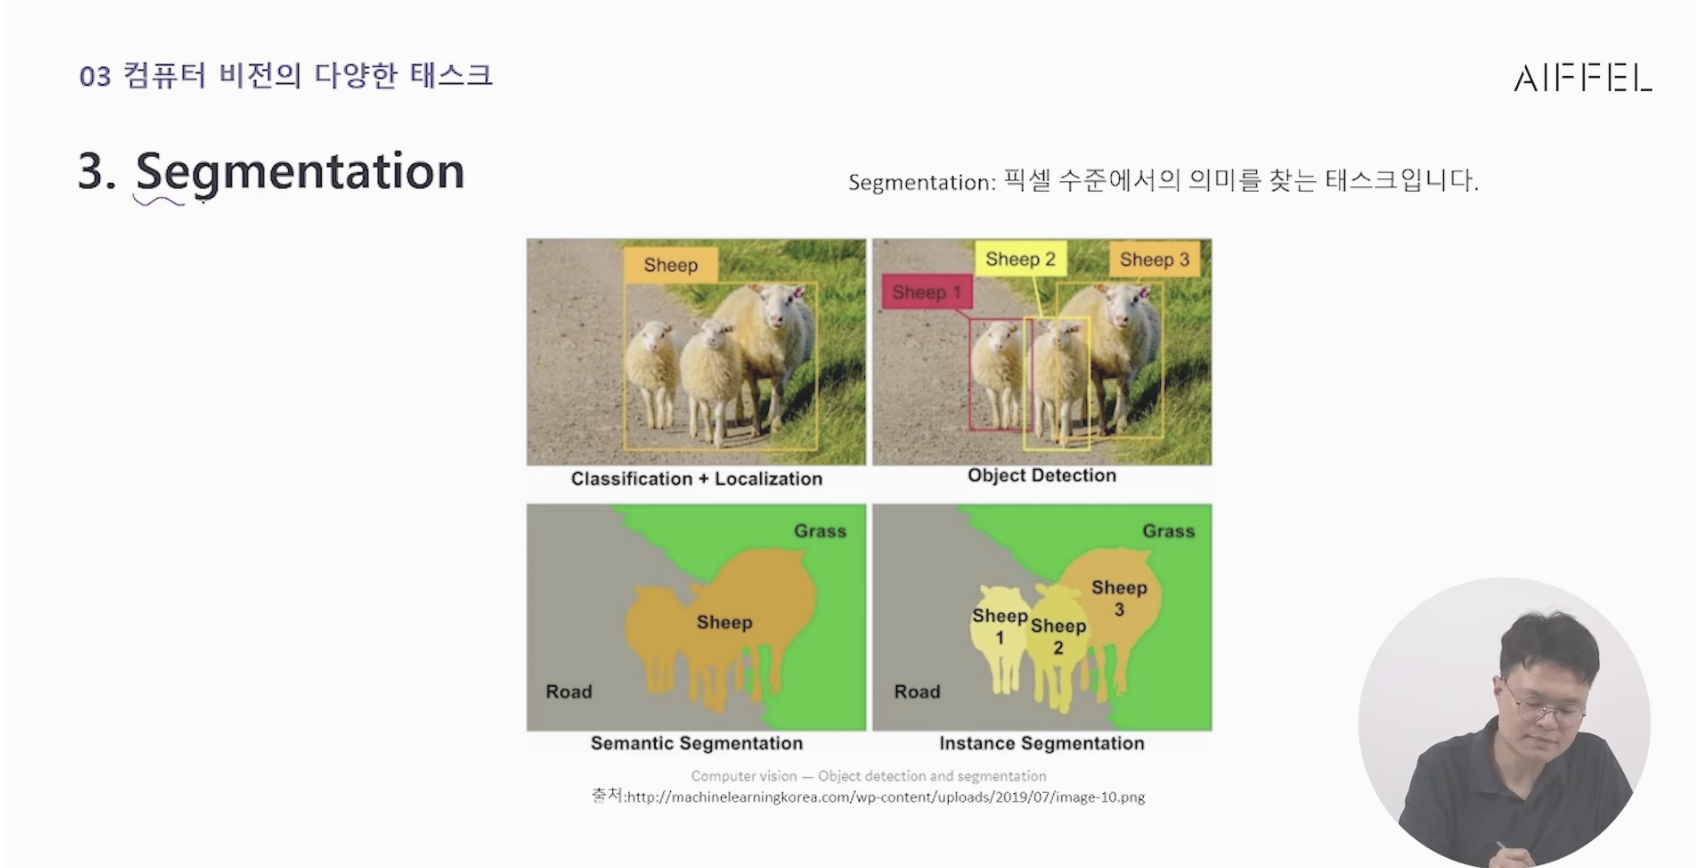 03 컴퓨터 비전의 다양한 태스크
AIFFEL
3. Segmentation
Segmentation: 픽셀 수준에서의 의미를 찾는 태스크입니다.
Sheep
Sheep 1
Sheep 2
Sheep 3
Classification + Localization
Object Detection
Grass
Sheep
Road
Grass
Sheep
1
Sheep
2
Sheep
3
Road
Semantic Segmentation
Instance Segmentation
Computer vision — Object detection and segmentation
출처:http://machinelearningkorea.com/wp-content/uploads/2019/07/image-10.png